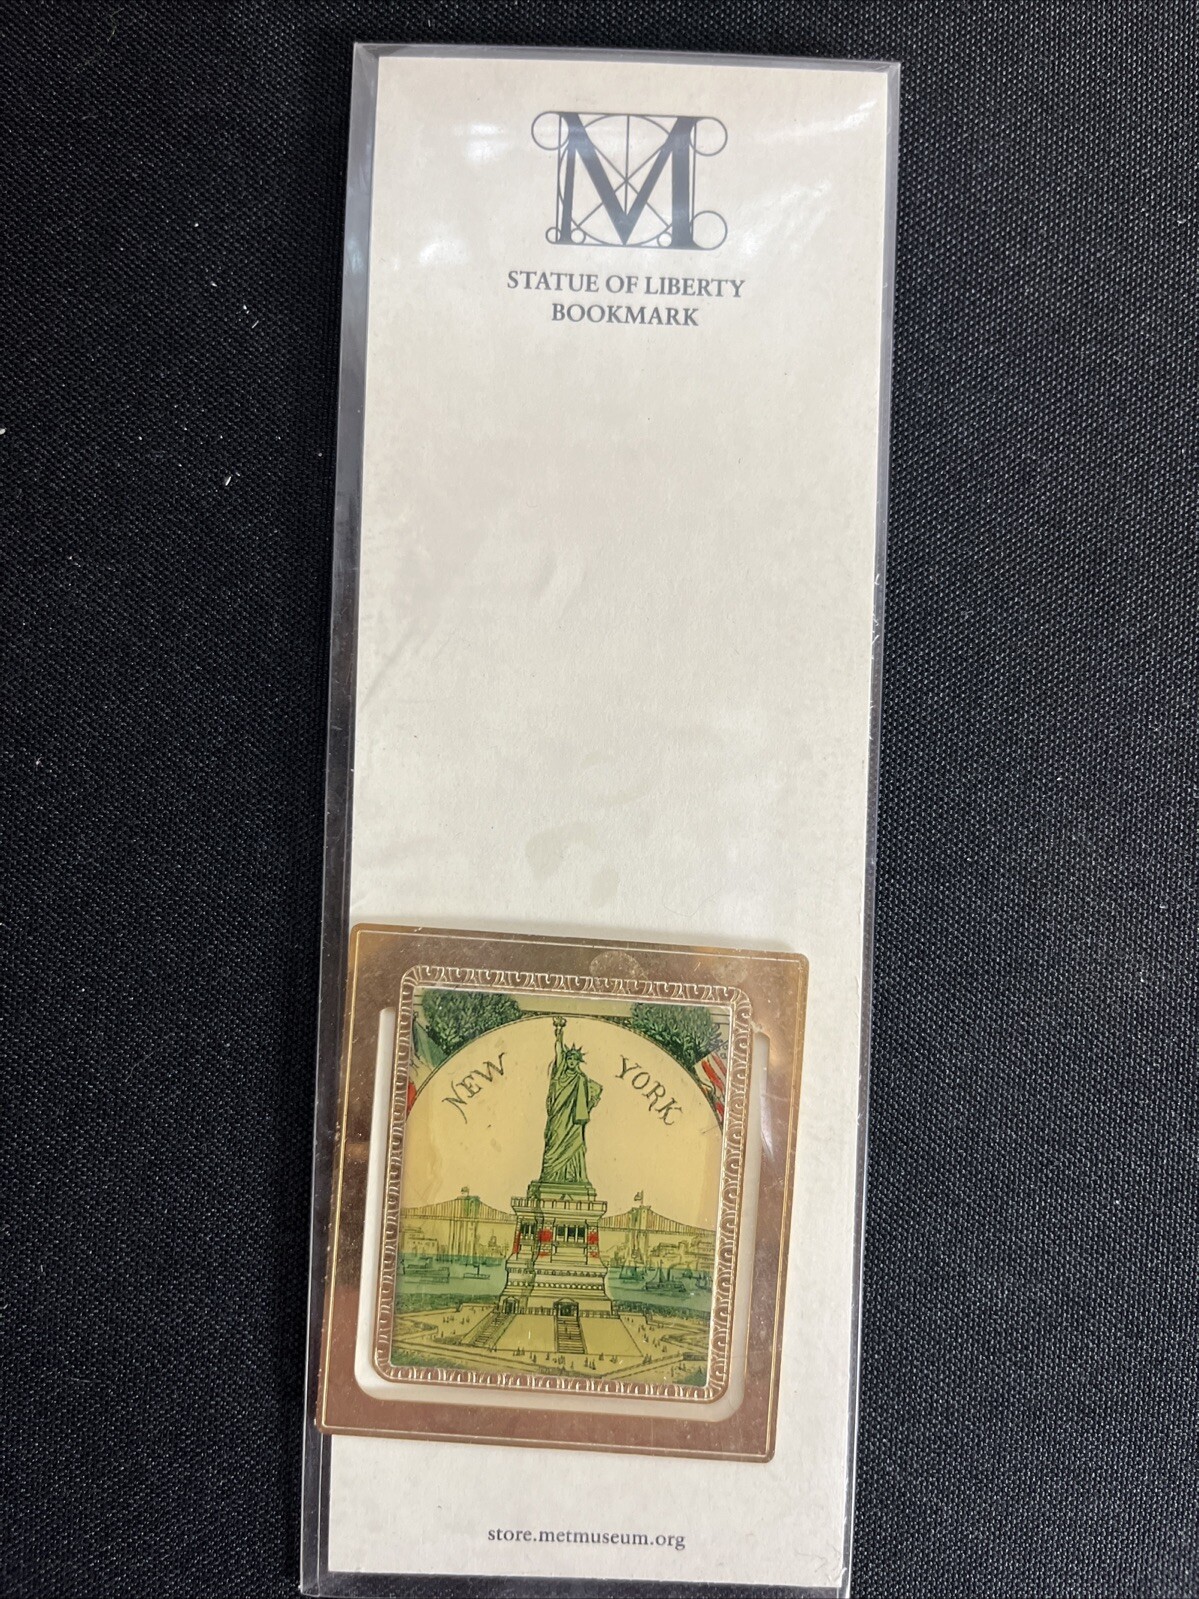 M
STATUE OF LIBERTY
BOOKMARK
NEW YORK
store.metmuseum.org